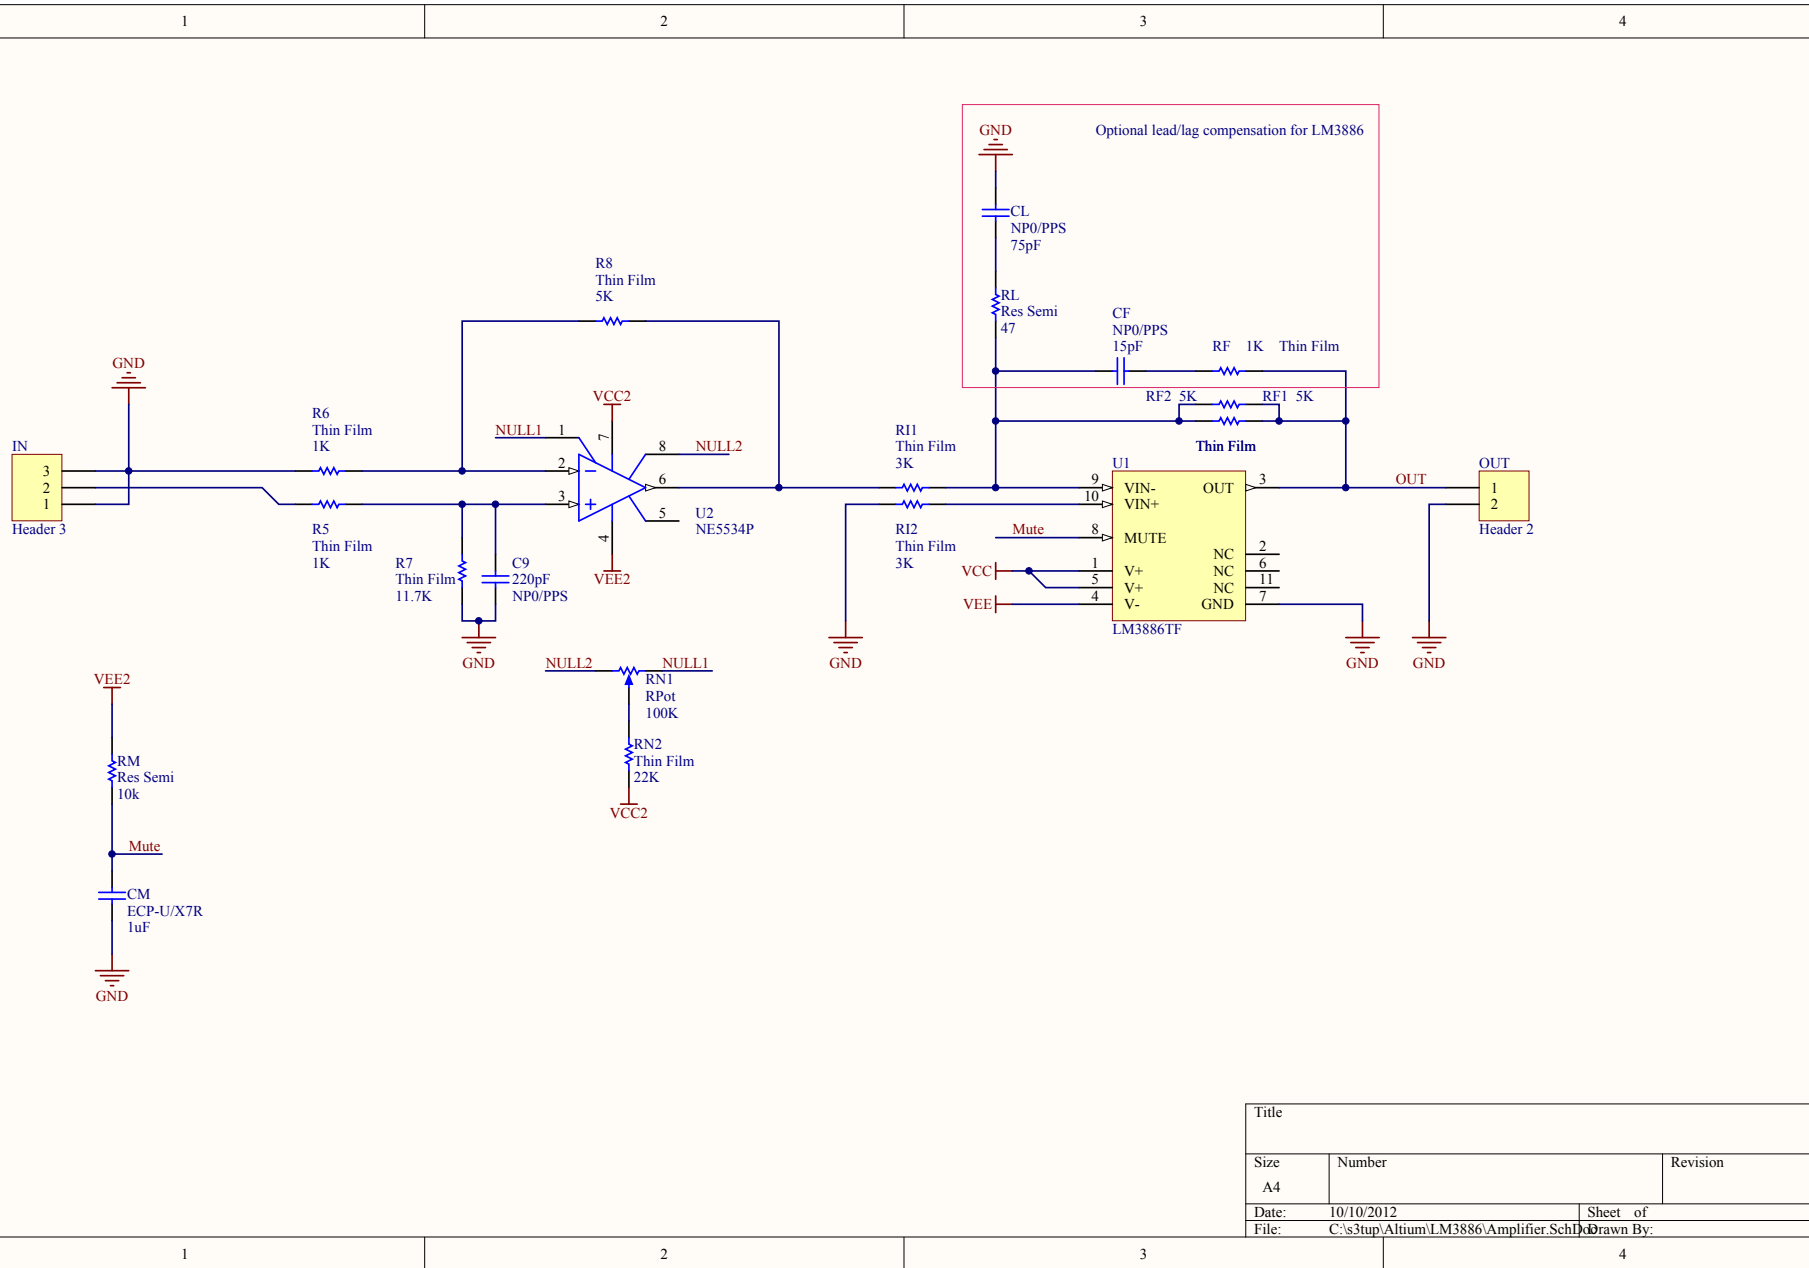 1 2 3 4
GND
Optional lead/lag compensation for LM3886
CL
NP0/PPS
75pF
RL
Res Semi
47
CF
NP0/PPS
15pF
RF 1K Thin Film
RF2 5K
RF1 5K
Thin Film
R8
Thin Film
5K
GND
R6
Thin Film
1K
IN
3
2
1
Header 3
R5
Thin Film
1K
R7
Thin Film
11.7K
C9
220pF
NP0/PPS
GND
VCC2
7
NULL1 1
2
3
8 NULL2
6
5
4
VEE2
U2
NE5534P
RI1
Thin Film
3K
RI2
Thin Film
3K
GND
U1
9 VIN-
10 VIN+
Mute 8 MUTE
VCC 1 V+
5 V+
VEE 4 V-
OUT 3
NC 2
NC 6
NC 11
GND 7
LM3886TF
GND
OUT
OUT
1
2
Header 2
GND
NULL2 NULL1
RN1
RPot
100K
RN2
Thin Film
22K
VCC2
VEE2
RM
Res Semi
10k
Mute
CM
ECP-U/X7R
1uF
GND
Title
Size Number Revision
A4
Date: 10/10/2012 Sheet of
File: C:\s3tup\Altium\LM3886\Amplifier.SchDoc Drawn By:
1 2 3 4